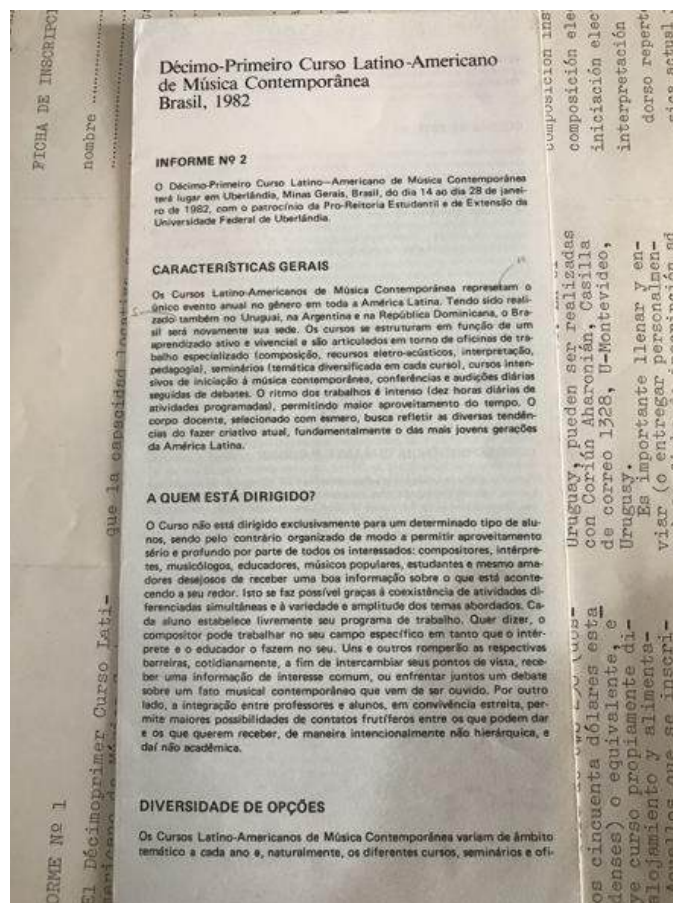 Décimo-Primeiro Curso Latino-Americano
de Música Contemporânea
Brasil, 1982
INFORME Nº 2
O Décimo-Primeiro Curso Latino-Americano de Música Contemporânea
terá lugar em Uberlândia, Minas Gerais, Brasil, do dia 14 ao dia 28 de janei-
ro de 1982, com o patrocínio da Pro-Reitoria Estudantil e de Extensão da
Universidade Federal de Uberlândia.
CARACTERÍSTICAS GERAIS
Os Cursos Latino-Americanos de Música Contemporânea represetam o
único evento anual no gênero em toda a América Latina. Tendo sido reali-
zado também no Uruguai, na Argentina e na República Dominicana, o Bra-
sil será novamente sua sede. Os cursos se estruturam em função de um
aprendizado ativo e vivencial e são articulados em torno de oficinas de tra-
balho especializado (composição, recursos eletro-acústicos, interpretação,
pedagogia), seminários (temática diversificada em cada curso), cursos inten-
sivos de iniciação à música contemporânea, conferências e audições diárias
seguidas de debates. O ritmo dos trabalhos é intenso (dez horas diárias de
atividades programadas), permitindo maior aproveitamento do tempo. O
corpo docente, selecionado com esmero, busca refletir as diversas tendên-
cias do fazer criativo atual, fundamentalmente o das mais jovens gerações
da América Latina.
A QUEM ESTÁ DIRIGIDO?
O Curso não está dirigido exclusivamente para um determinado tipo de alu-
nos, sendo pelo contrário organizado de modo a permitir aproveitamento
sério e profundo por parte de todos os interessados: compositores, intérpre-
tes, musicólogos, educadores, músicos populares, estudantes e mesmo ama-
dores desejosos de receber uma boa informação sobre o que está aconte-
cendo a seu redor. Isto se faz possível graças á coexistência de atividades di-
ferenciadas simultâneas e à variedade e amplitude dos temas abordados. Ca-
da aluno estabelece livremente seu programa de trabalho. Quer dizer, o
compositor pode trabalhar no seu campo específico em tanto que o intér-
prete e o educador o fazem no seu. Uns e outros romperão as respectivas
barreiras, cotidianamente, a fim de intercambiar seus pontos de vista, rece-
ber uma informação de interesse comum, ou enfrentar juntos um debate
sobre um fato musical contemporâneo que vem de ser ouvido. Por outro
lado, a integração entre professores e alunos, em convivência estreita, per-
mite maiores possibilidades de contatos frutíferos entre os que podem dar
e os que querem receber, de maneira intencionalmente não hierárquica, e
daí não acadêmica.
DIVERSIDADE DE OPÇÕES
Os Cursos Latino-Americanos de Música Contemporânea variam de âmbito
temático a cada ano e, naturalmente, os diferentes cursos, seminários e ofi-
FICHA DE INSCRIPCI
nombre
que la capacidad
ORME Nº 1
El Décimoprimer Curso Lati-
composición ele
iniciación elec
interpretación
dorso repert
Uruguay, pueden ser realizadas
con Coriún Aharonián, Casilla
de correo 1328, U-Montevideo,
Uruguay.
Es importante llenar y en-
viar (o entregar personalmen-
os cincuenta dólares esta
denses) o equivalente, e
ye curso propiamente di-
alojamiento y alimenta-